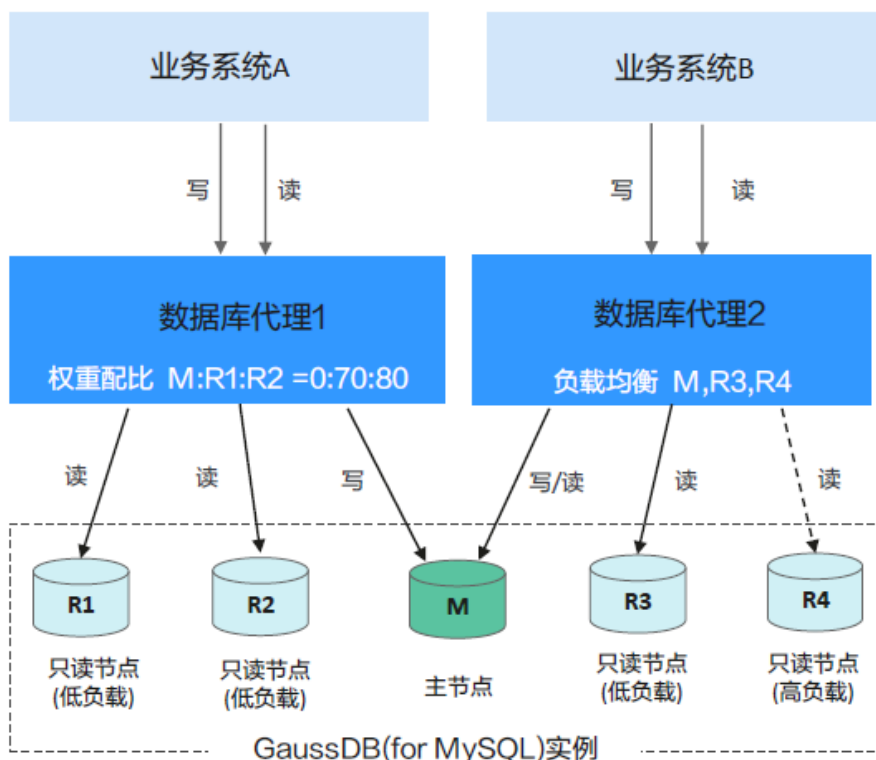 业务系统A
业务系统B
写
读
写
读
数据库代理1
权重配比 M:R1:R2 =0:70:80
数据库代理2
负载均衡 M,R3,R4
读
读
写
写/读
读
读
R1
R2
M
R3
R4
只读节点
(低负载)
只读节点
(低负载)
主节点
只读节点
(低负载)
只读节点
(高负载)
GaussDB(for MySQL)实例